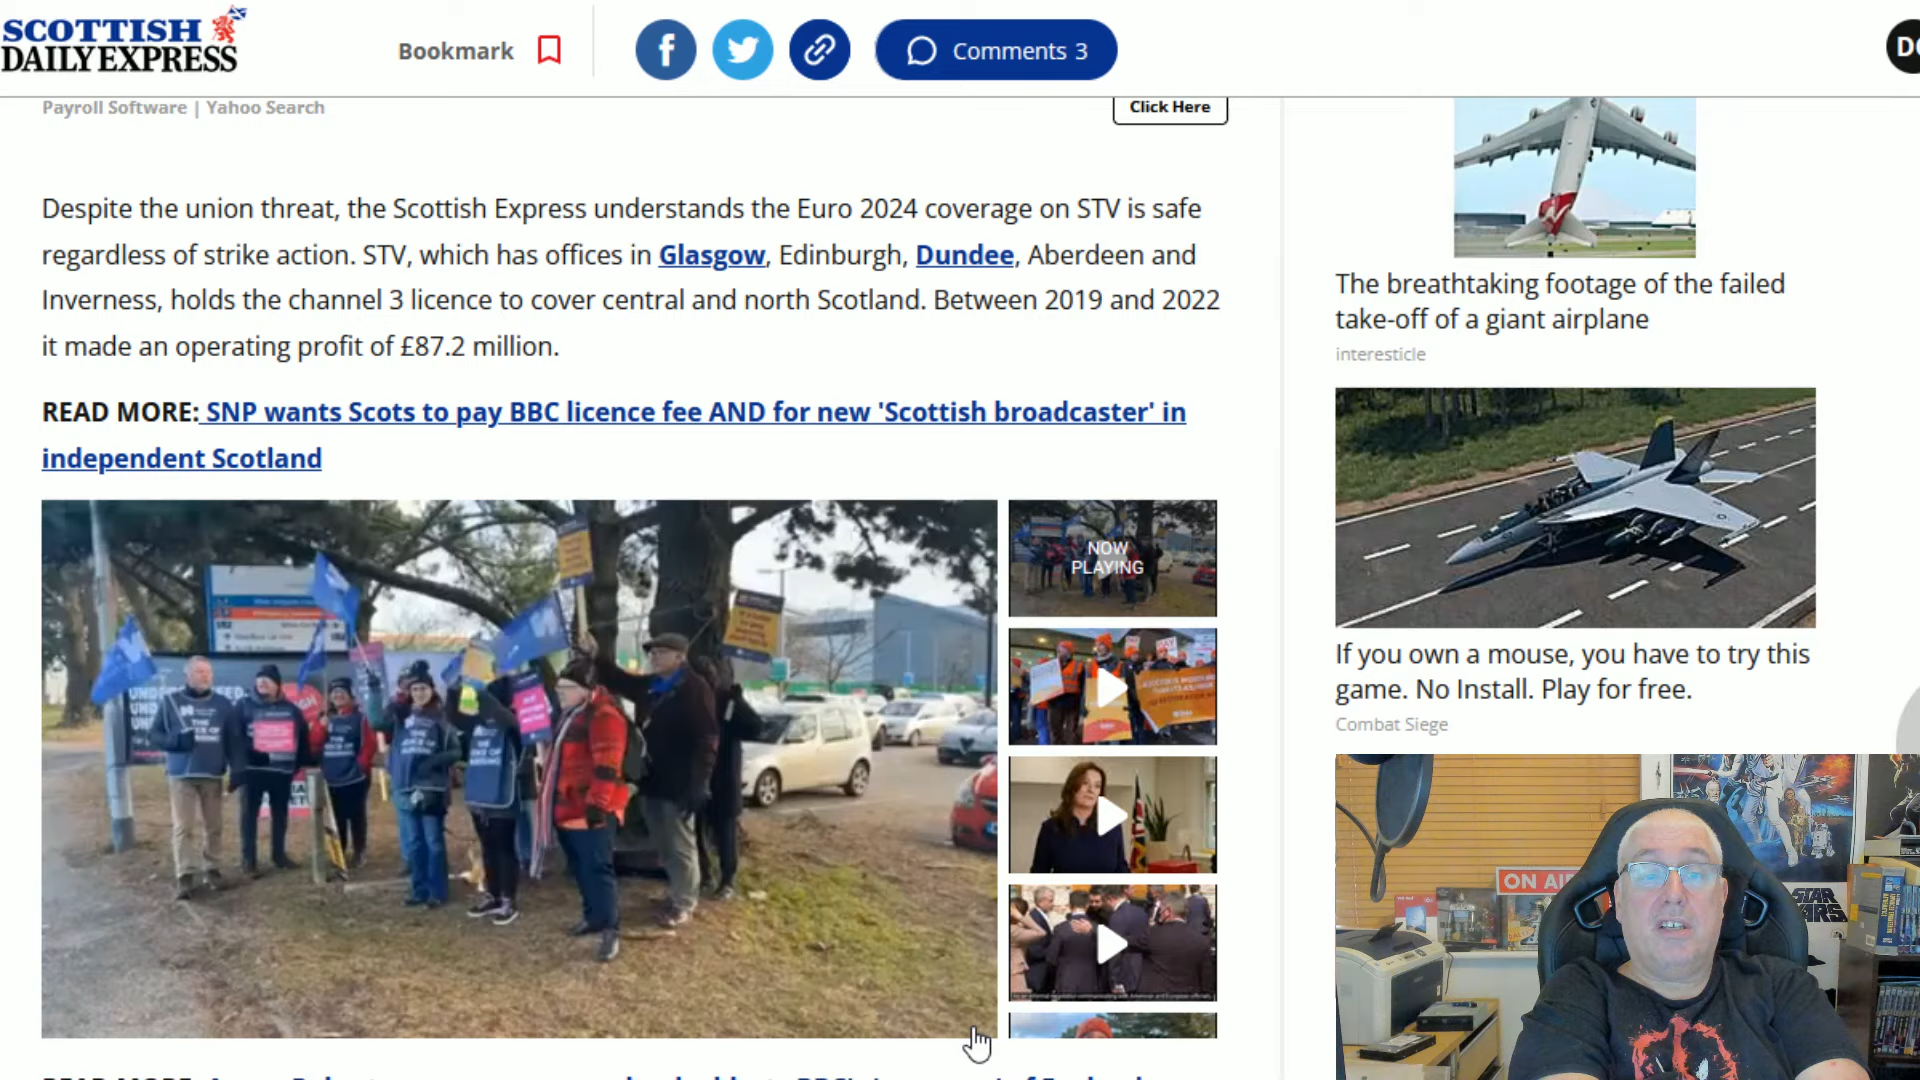 SCOTTISH
DAILY EXPRESS
Bookmark
Comments 3
Payroll Software | Yahoo Search
Click Here
Despite the union threat, the Scottish Express understands the Euro 2024 coverage on STV is safe
regardless of strike action. STV, which has offices in Glasgow, Edinburgh, Dundee, Aberdeen and
Inverness, holds the channel 3 licence to cover central and north Scotland. Between 2019 and 2022
it made an operating profit of £87.2 million.
READ MORE: SNP wants Scots to pay BBC licence fee AND for new 'Scottish broadcaster' in
independent Scotland
NOW
PLAYING
The breathtaking footage of the failed
take-off of a giant airplane
interesticle
If you own a mouse, you have to try this
game. No Install. Play for free.
Combat Siege
ON AI
STAR
WARS